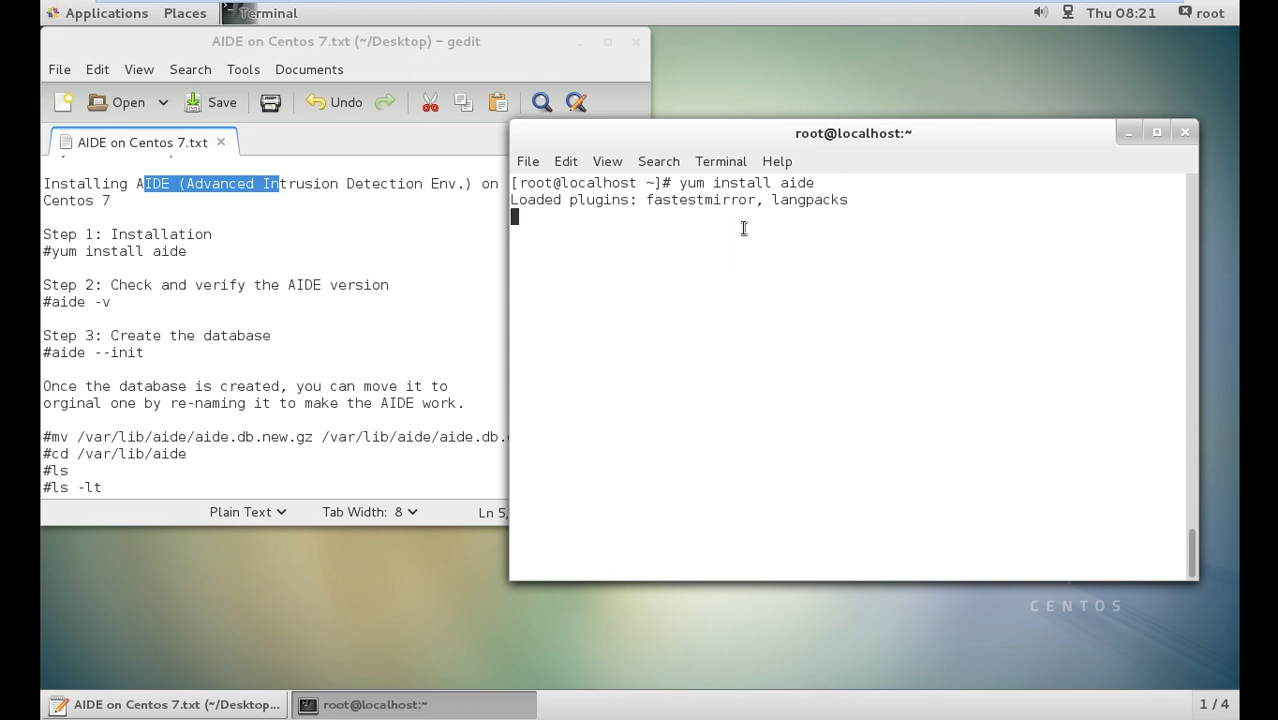 Applications Places Terminal Thu 08:21 root
AIDE on Centos 7.txt (~/Desktop) – gedit
File Edit View Search Tools Documents
Open Save Undo
AIDE on Centos 7.txt
Installing AIDE (Advanced Intrusion Detection Env.) on
Centos 7
Step 1: Installation
#yum install aide
Step 2: Check and verify the AIDE version
#aide -v
Step 3: Create the database
#aide --init
Once the database is created, you can move it to
orginal one by re-naming it to make the AIDE work.
#mv /var/lib/aide/aide.db.new.gz /var/lib/aide/aide.db.
#cd /var/lib/aide
#ls
#ls -lt
Plain Text Tab Width: 8 Ln 5,
root@localhost:~
File Edit View Search Terminal Help
[root@localhost ~]# yum install aide
Loaded plugins: fastestmirror, langpacks
CENTOS
AIDE on Centos 7.txt (~/Desktop... root@localhost:~ 1 / 4